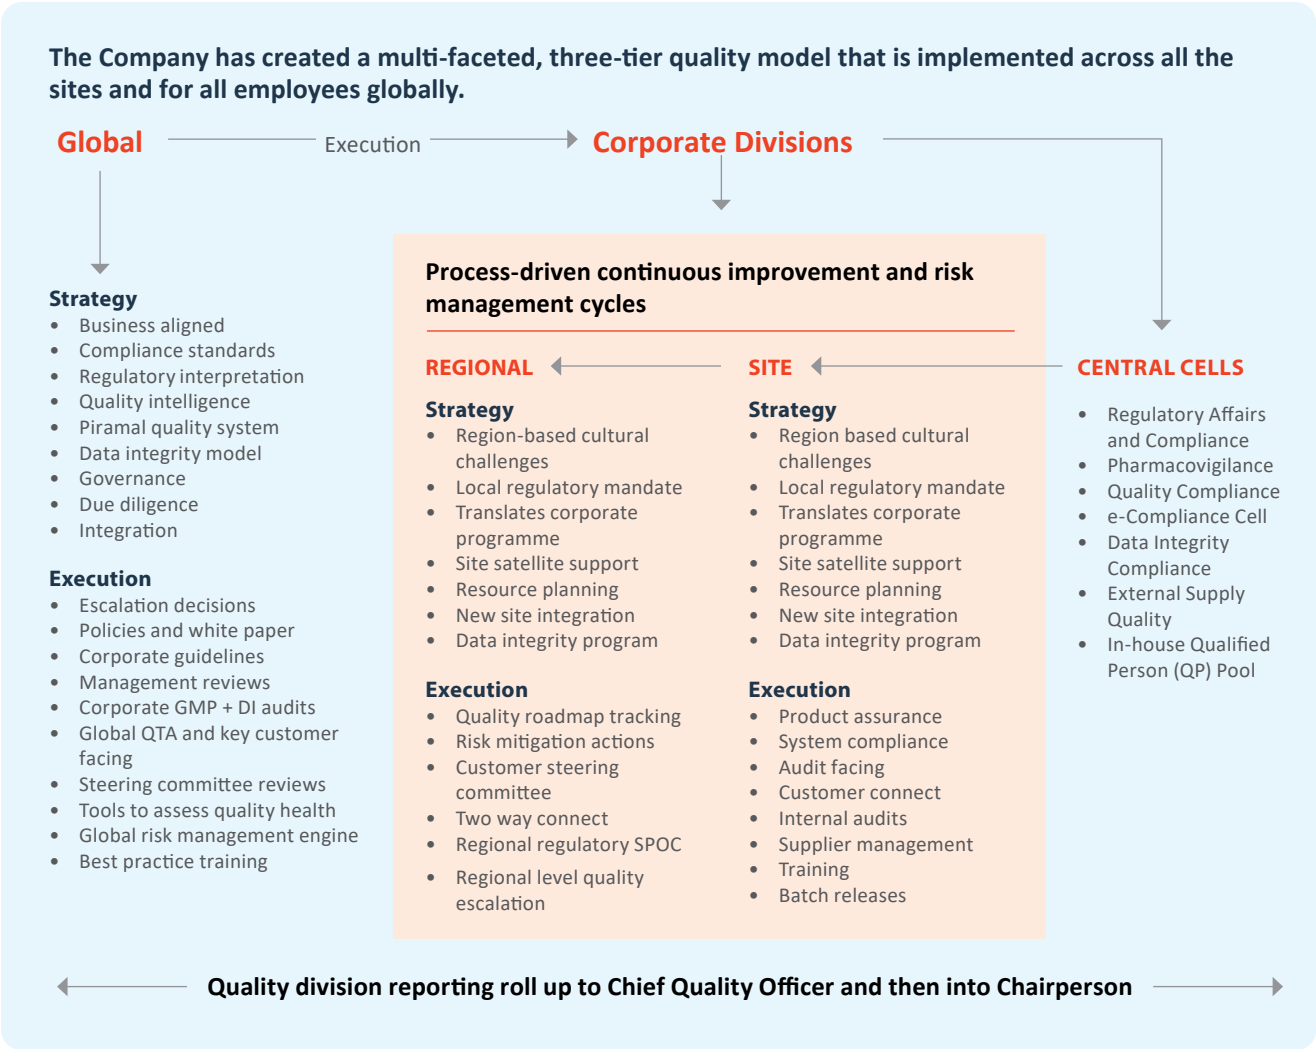 The Company has created a multi-faceted, three-tier quality model that is implemented across all the
sites and for all employees globally.
Global
Execution
Corporate Divisions
Strategy
• Business aligned
• Compliance standards
• Regulatory interpretation
• Quality intelligence
• Piramal quality system
• Data integrity model
• Governance
• Due diligence
• Integration
Execution
• Escalation decisions
• Policies and white paper
• Corporate guidelines
• Management reviews
• Corporate GMP + DI audits
• Global QTA and key customer
facing
• Steering committee reviews
• Tools to assess quality health
• Global risk management engine
• Best practice training
Process-driven continuous improvement and risk
management cycles
REGIONAL
Strategy
• Region-based cultural
challenges
• Local regulatory mandate
• Translates corporate
programme
• Site satellite support
• Resource planning
• New site integration
• Data integrity program
Execution
• Quality roadmap tracking
• Risk mitigation actions
• Customer steering
committee
• Two way connect
• Regional regulatory SPOC
• Regional level quality
escalation
SITE
Strategy
• Region based cultural
challenges
• Local regulatory mandate
• Translates corporate
programme
• Site satellite support
• Resource planning
• New site integration
• Data integrity program
Execution
• Product assurance
• System compliance
• Audit facing
• Customer connect
• Internal audits
• Supplier management
• Training
• Batch releases
CENTRAL CELLS
• Regulatory Affairs
and Compliance
• Pharmacovigilance
• Quality Compliance
• e-Compliance Cell
• Data Integrity
Compliance
• External Supply
Quality
• In-house Qualified
Person (QP) Pool
Quality division reporting roll up to Chief Quality Officer and then into Chairperson